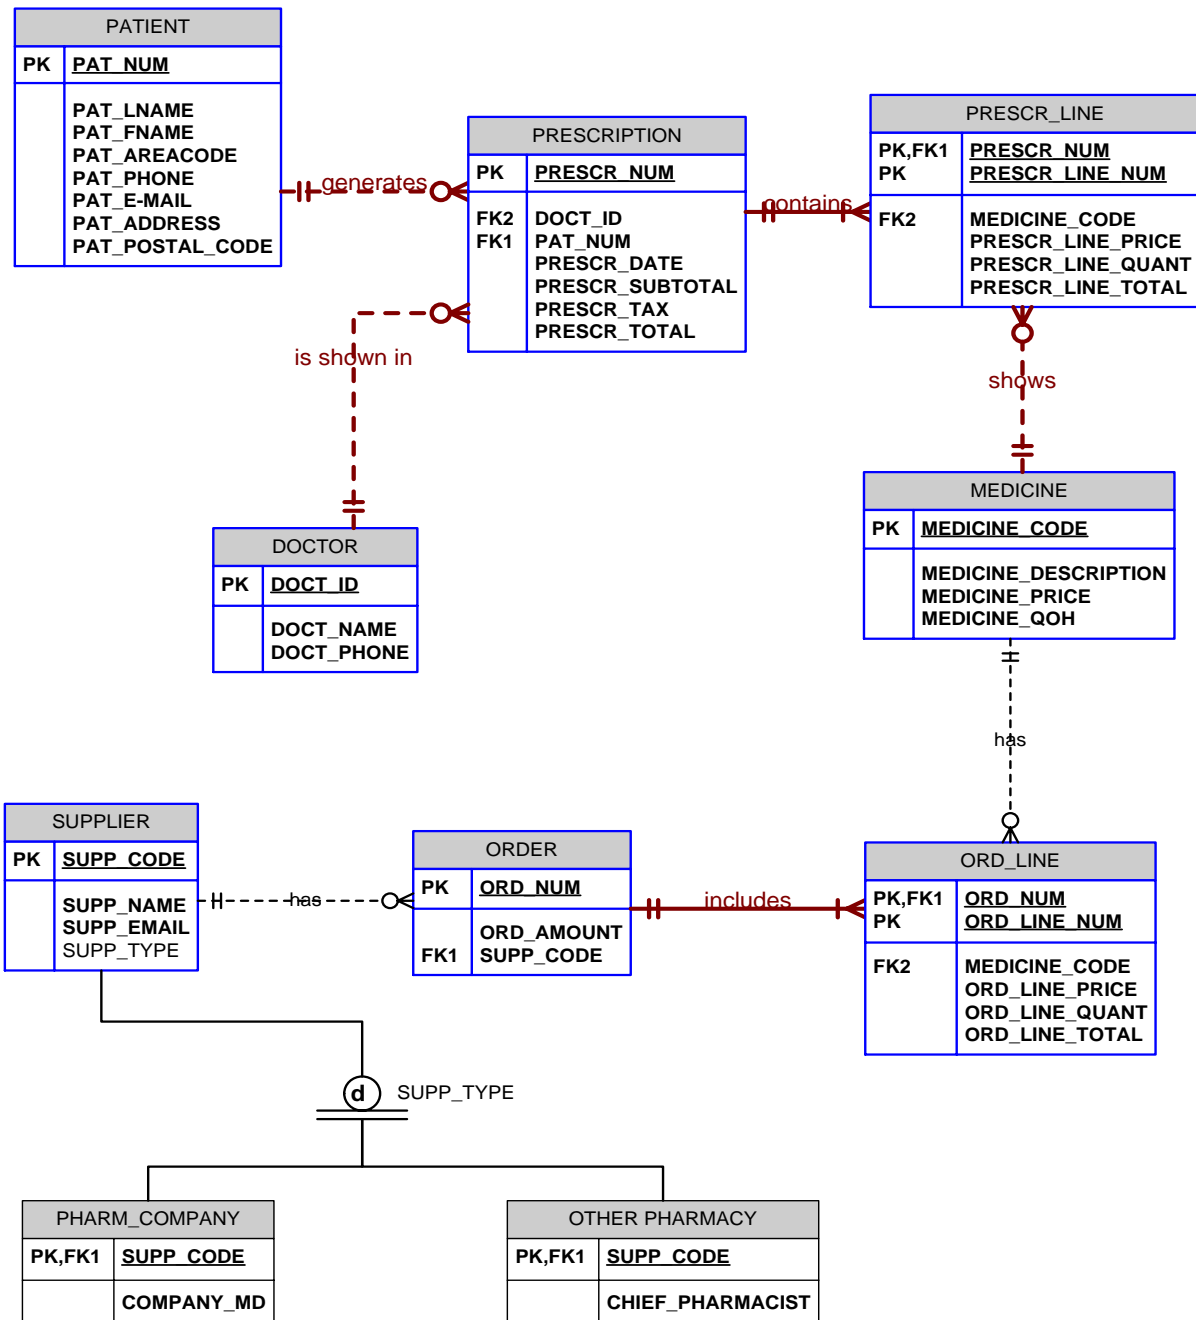 PATIENT
PK PAT_NUM
PAT_LNAME
PAT_FNAME
PAT_AREACODE
PAT_PHONE
PAT_E-MAIL
PAT_ADDRESS
PAT_POSTAL_CODE
generates
PRESCRIPTION
PK PRESCR_NUM
FK2 DOCT_ID
FK1 PAT_NUM
PRESCR_DATE
PRESCR_SUBTOTAL
PRESCR_TAX
PRESCR_TOTAL
contains
PRESCR_LINE
PK,FK1 PRESCR_NUM
PK PRESCR_LINE_NUM
FK2 MEDICINE_CODE
PRESCR_LINE_PRICE
PRESCR_LINE_QUANT
PRESCR_LINE_TOTAL
is shown in
shows
DOCTOR
PK DOCT_ID
DOCT_NAME
DOCT_PHONE
MEDICINE
PK MEDICINE_CODE
MEDICINE_DESCRIPTION
MEDICINE_PRICE
MEDICINE_QOH
has
SUPPLIER
PK SUPP_CODE
SUPP_NAME
SUPP_EMAIL
SUPP_TYPE
has
ORDER
PK ORD_NUM
ORD_AMOUNT
FK1 SUPP_CODE
includes
ORD_LINE
PK,FK1 ORD_NUM
PK ORD_LINE_NUM
FK2 MEDICINE_CODE
ORD_LINE_PRICE
ORD_LINE_QUANT
ORD_LINE_TOTAL
d SUPP_TYPE
PHARM_COMPANY
PK,FK1 SUPP_CODE
COMPANY_MD
OTHER PHARMACY
PK,FK1 SUPP_CODE
CHIEF_PHARMACIST